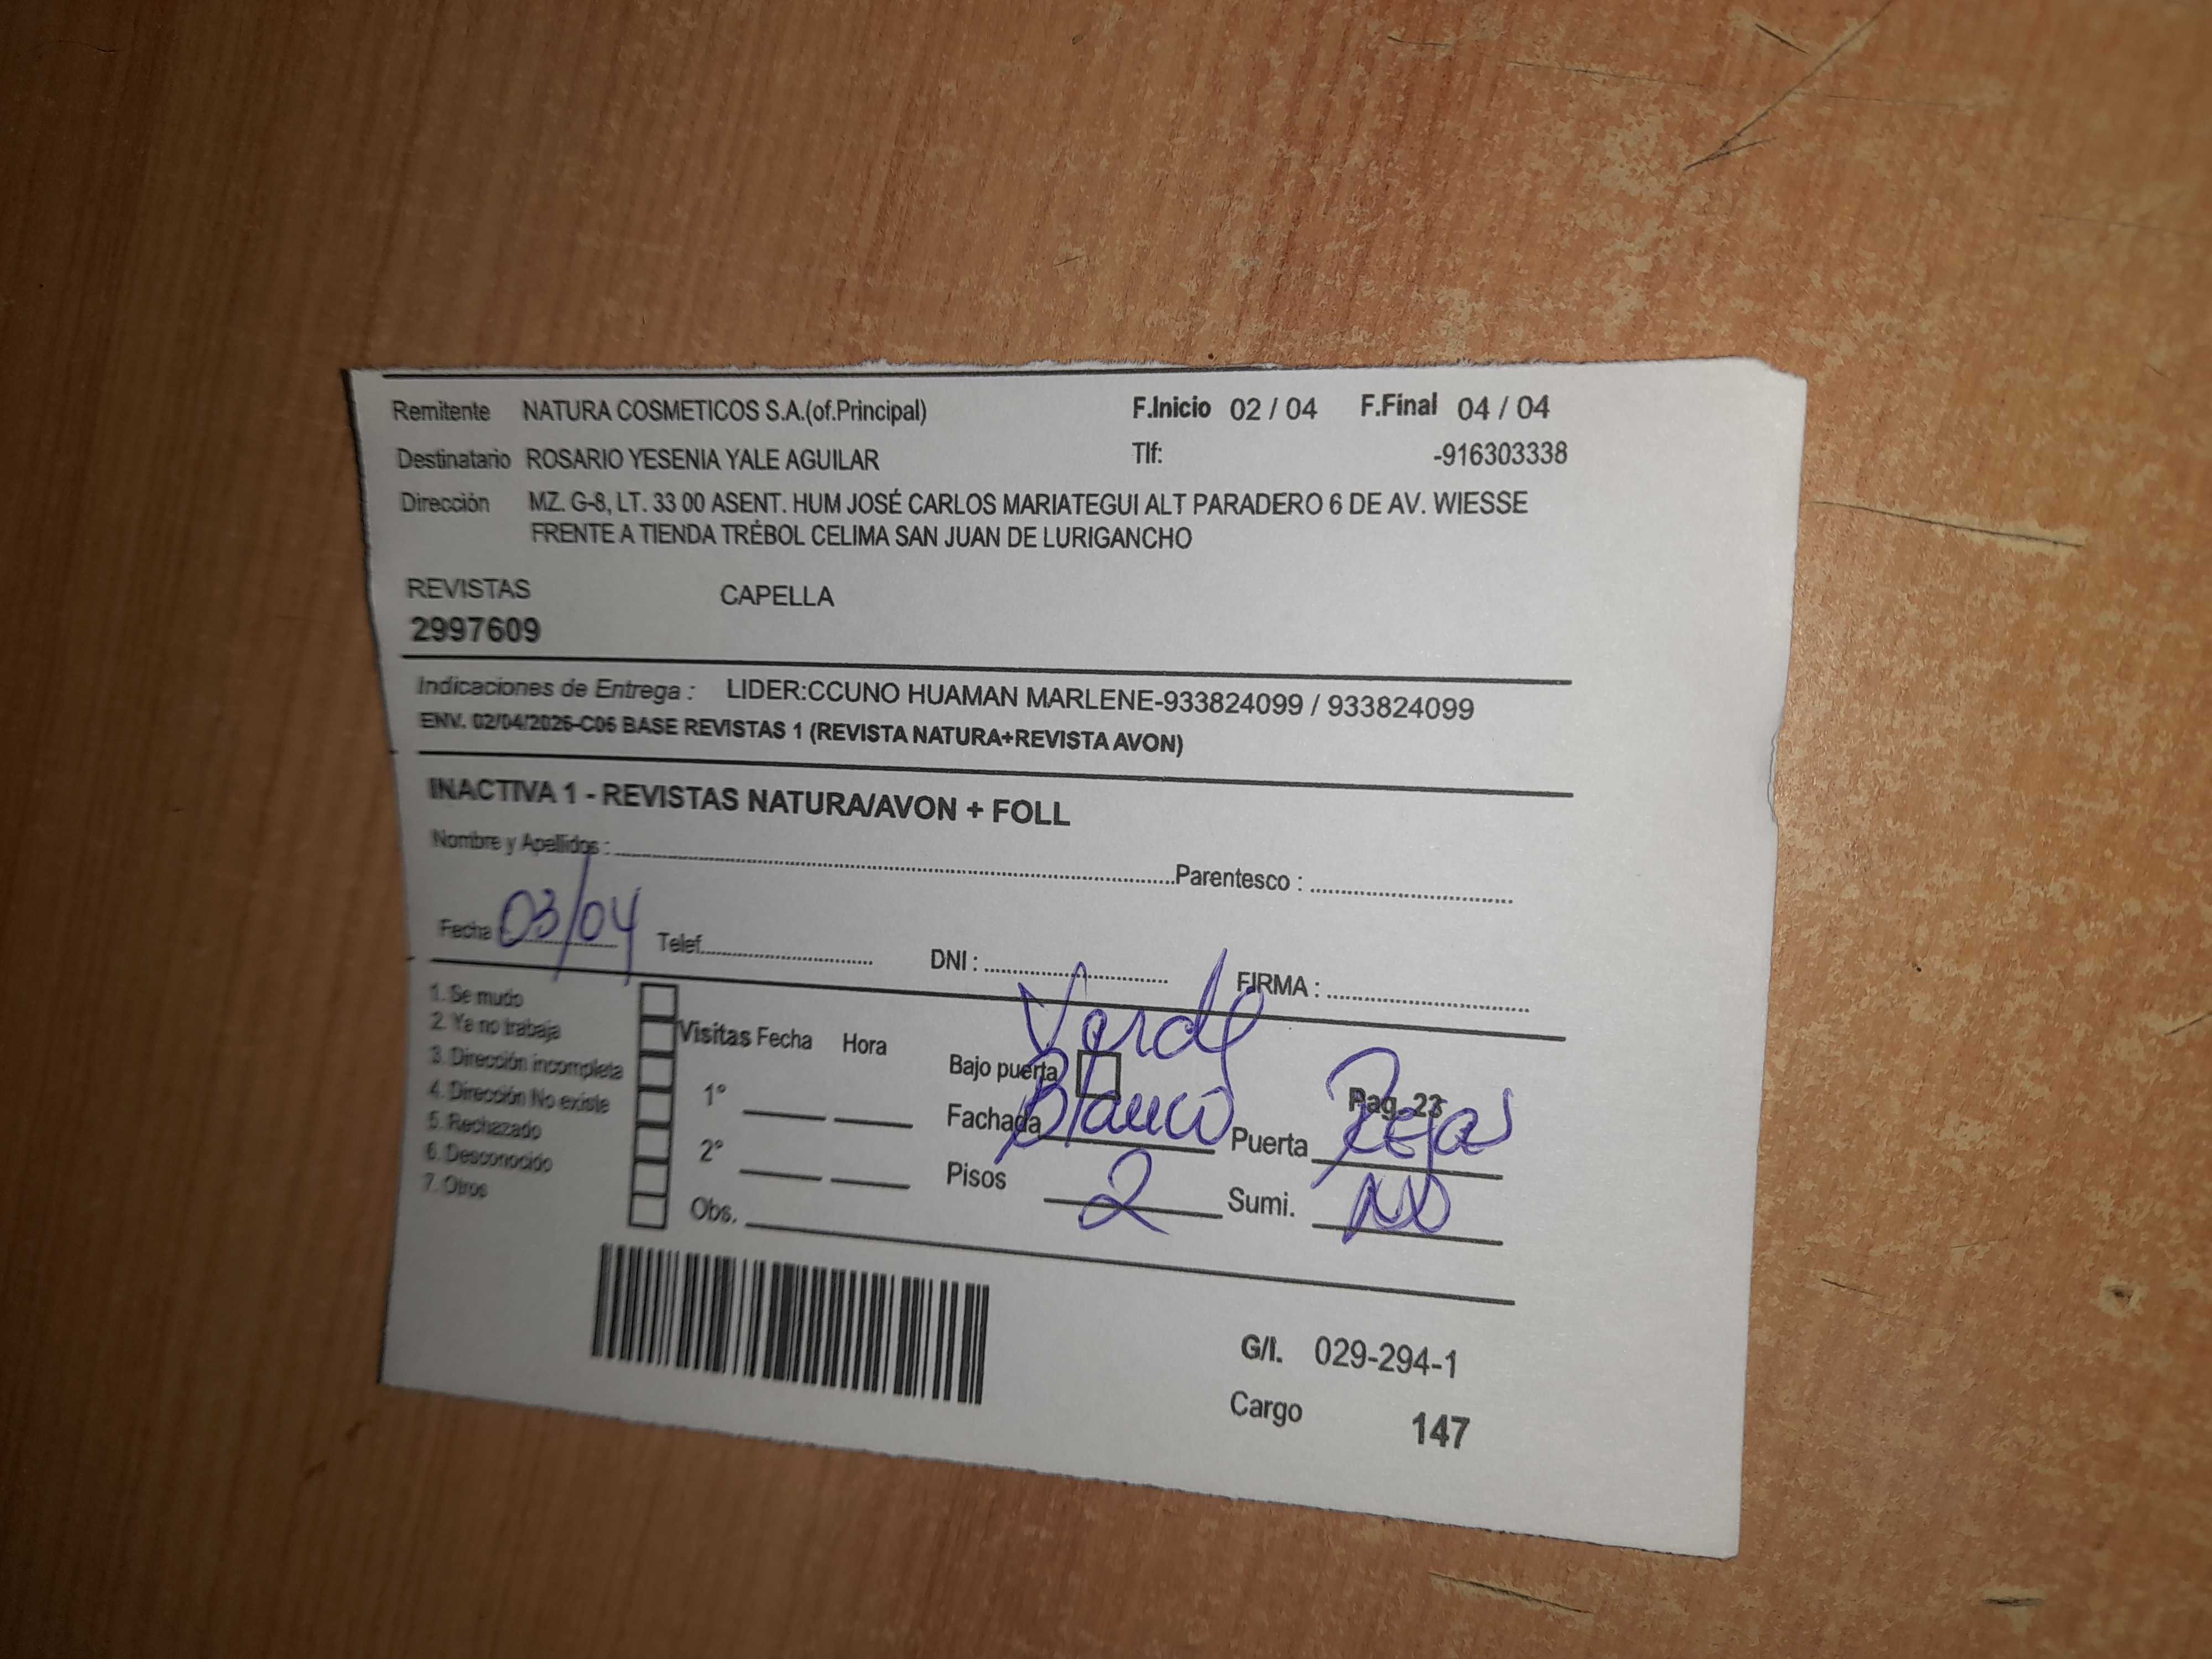 Remitente NATURA COSMETICOS S.A.(of.Principal) F.Inicio 02 / 04 F.Final 04 / 04
Destinatario ROSARIO YESENIA YALE AGUILAR Tlf: -916303338
Dirección MZ. G-8, LT. 33 00 ASENT. HUM JOSÉ CARLOS MARIATEGUI ALT PARADERO 6 DE AV. WIESSE
FRENTE A TIENDA TRÉBOL CELIMA SAN JUAN DE LURIGANCHO
REVISTAS CAPELLA
2997609
Indicaciones de Entrega : LIDER:CCUNO HUAMAN MARLENE-933824099 / 933824099
ENV. 02/04/2026-C06 BASE REVISTAS 1 (REVISTA NATURA+REVISTA AVON)
INACTIVA 1 - REVISTAS NATURA/AVON + FOLL
Nombre y Apellidos : Parentesco :
Fecha 03/04 Telef. DNI : FIRMA :
1. Se mudo
2. Ya no trabaja
3. Dirección incompleta
4. Dirección No existe
5. Rechazado
6. Desconocido
7. Otros
Visitas Fecha Hora
1°
2°
Obs.
Verde
Bajo puerta
Pag. 23
Fachada Blanco Puerta Rejas
Pisos 2 Sumi. NO
G/I. 029-294-1
Cargo 147